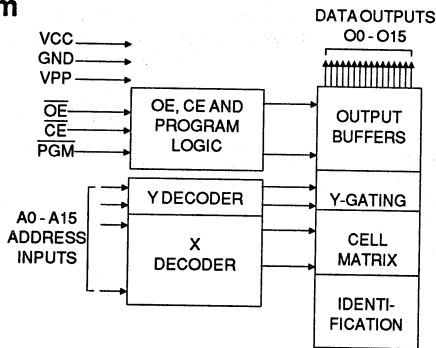 m
DATA OUTPUTS
O0 - O15
VCC
GND
VPP
OE
CE
PGM
OE, CE AND
PROGRAM
LOGIC
OUTPUT
BUFFERS
A0 - A15
ADDRESS
INPUTS
Y DECODER
X
DECODER
Y-GATING
CELL
MATRIX
IDENTI-
FICATION